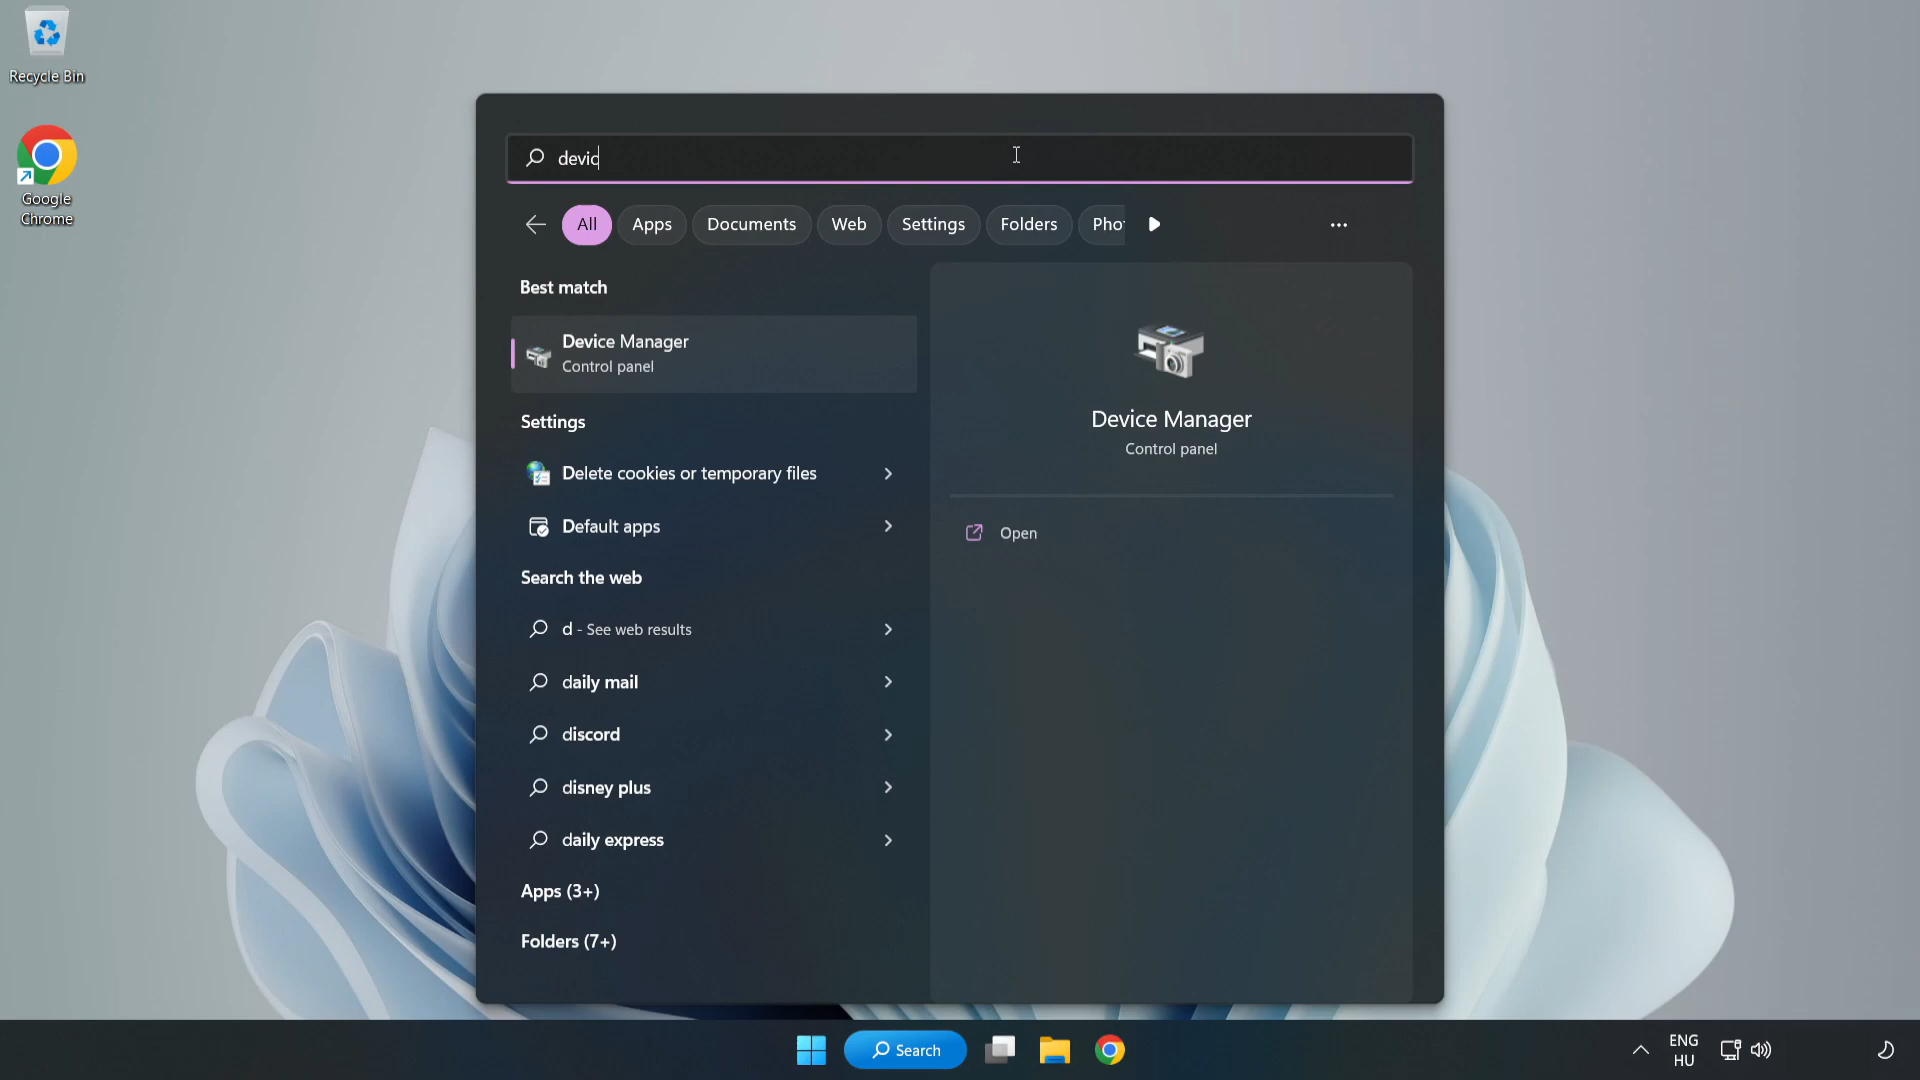 Recycle Bin
Google
Chrome
devic
All
Apps
Documents
Web
Settings
Folders
Pho
Best match
Device Manager
Control panel
Settings
Delete cookies or temporary files
Default apps
Search the web
d - See web results
daily mail
discord
disney plus
daily express
Apps (3+)
Folders (7+)
Device Manager
Control panel
Open
Search
ENG
HU